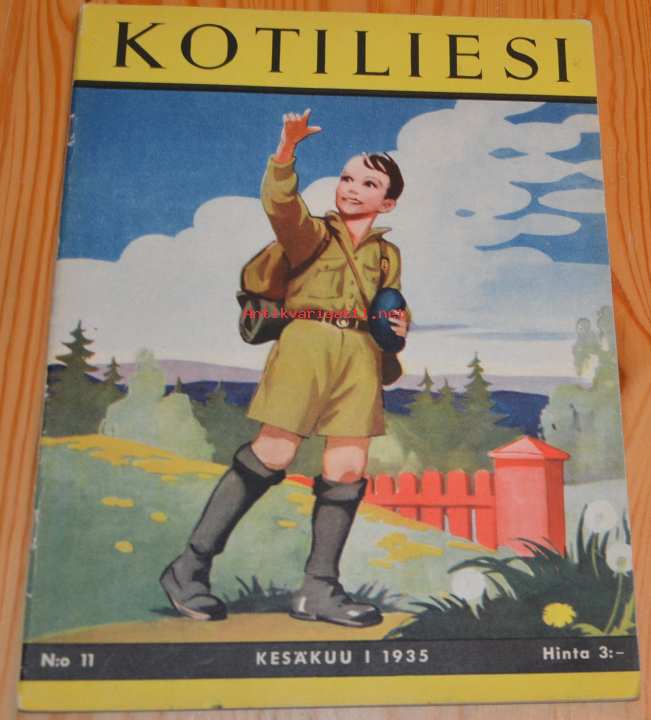 KOTILIESI
Antikvariaatti.net
N:o 11
KESÄKUU I 1935
Hinta 3:-